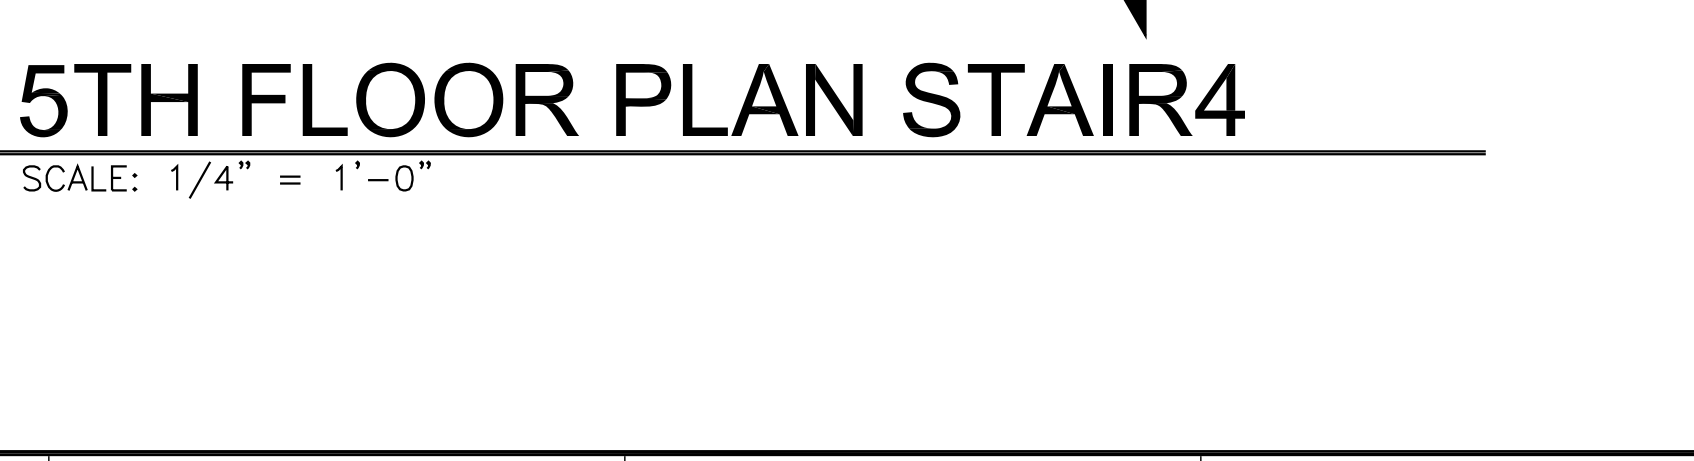 5TH FLOOR PLAN STAIR4
SCALE: 1/4" = 1'-0"